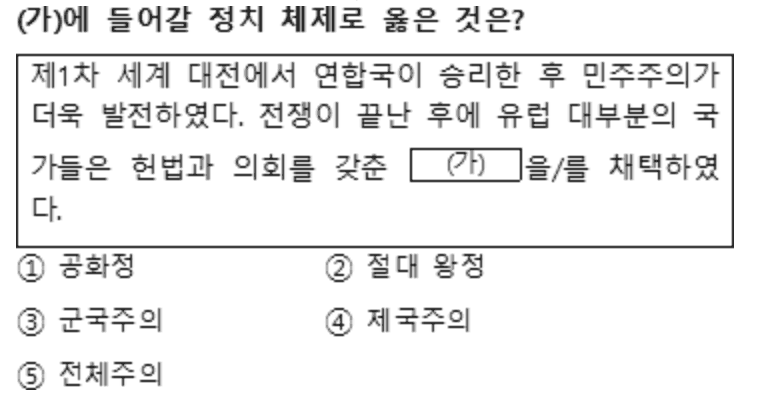 (가)에 들어갈 정치 체제로 옳은 것은?
제1차 세계 대전에서 연합국이 승리한 후 민주주의가
더욱 발전하였다. 전쟁이 끝난 후에 유럽 대부분의 국
가들은 헌법과 의회를 갖춘 (가) 을/를 채택하였
다.
① 공화정 ② 절대 왕정
③ 군국주의 ④ 제국주의
⑤ 전체주의